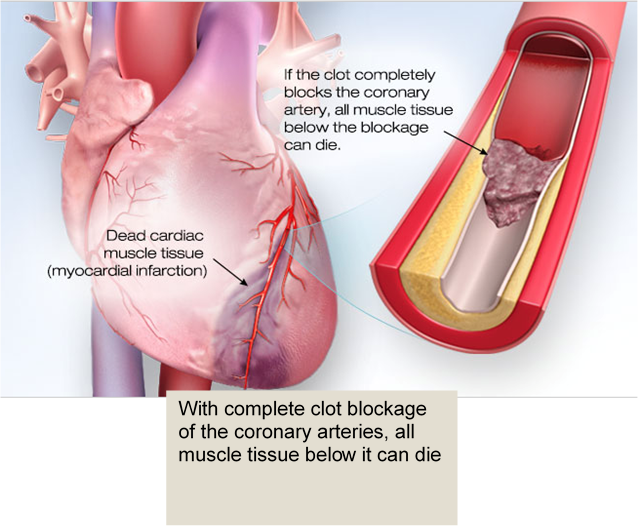 If the clot completely
blocks the coronary
artery, all muscle tissue
below the blockage
can die.
Dead cardiac
muscle tissue
(myocardial infarction)
With complete clot blockage
of the coronary arteries, all
muscle tissue below it can die